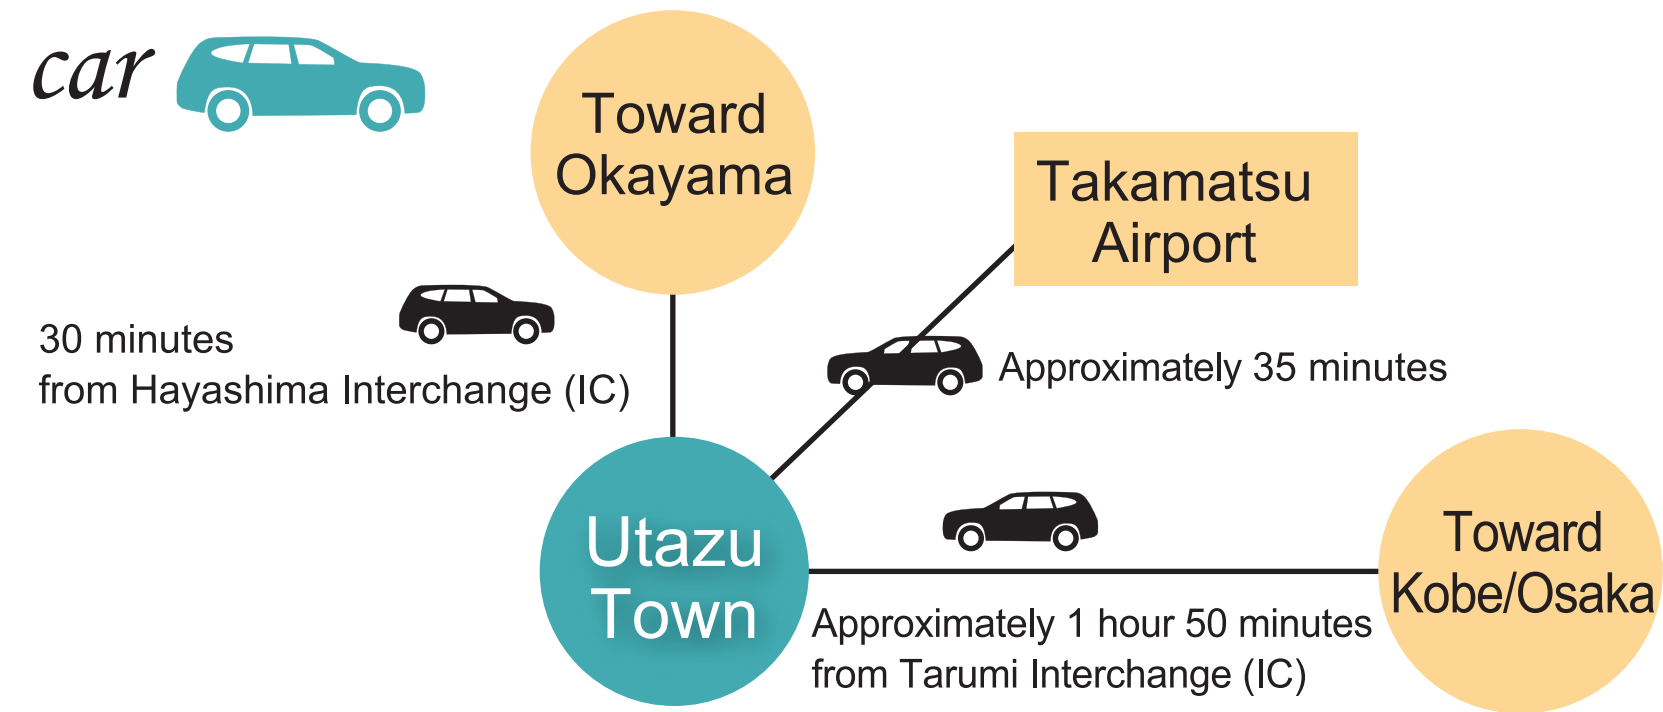 car
Toward
Okayama
Takamatsu
Airport
30 minutes
from Hayashima Interchange (IC)
Approximately 35 minutes
Utazu
Town
Toward
Kobe/Osaka
Approximately 1 hour 50 minutes
from Tarumi Interchange (IC)